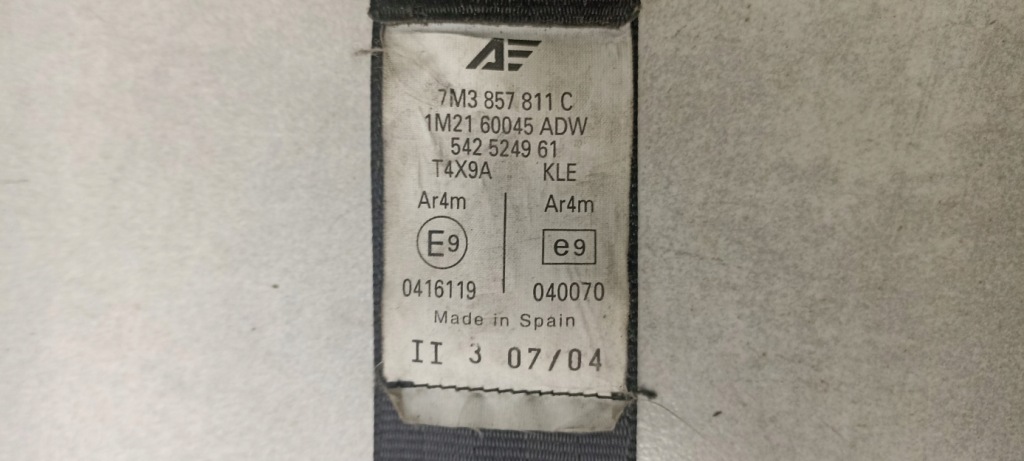 AE
7M3 857 811 C
1M21 60045 ADW
542 5249 61
T4X9A KLE
Ar4m Ar4m
E9 e9
0416119 040070
Made in Spain
II 3 07/04